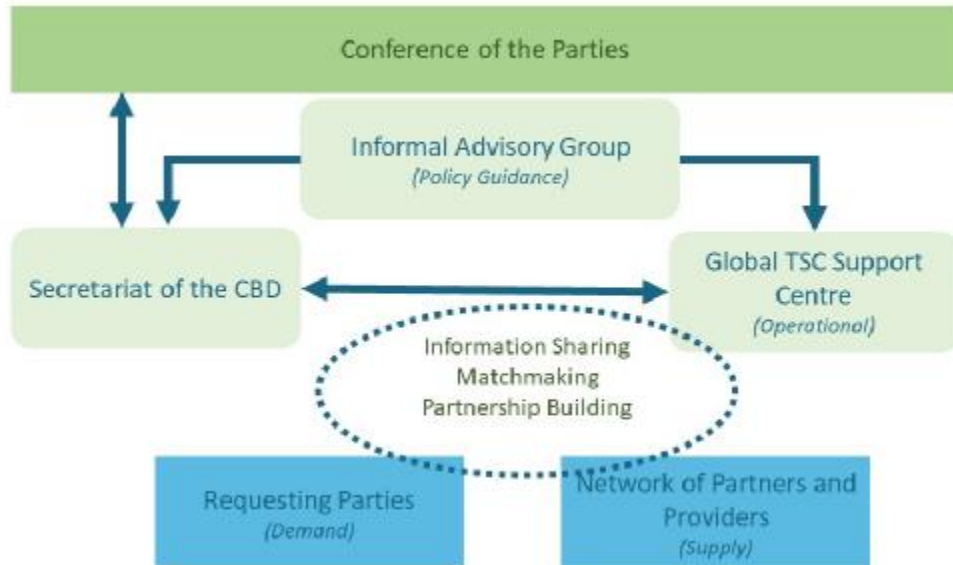 Conference of the Parties
Informal Advisory Group
(Policy Guidance)
Secretariat of the CBD
Global TSC Support
Centre
(Operational)
Information Sharing
Matchmaking
Partnership Building
Requesting Parties
(Demand)
Network of Partners and
Providers
(Supply)